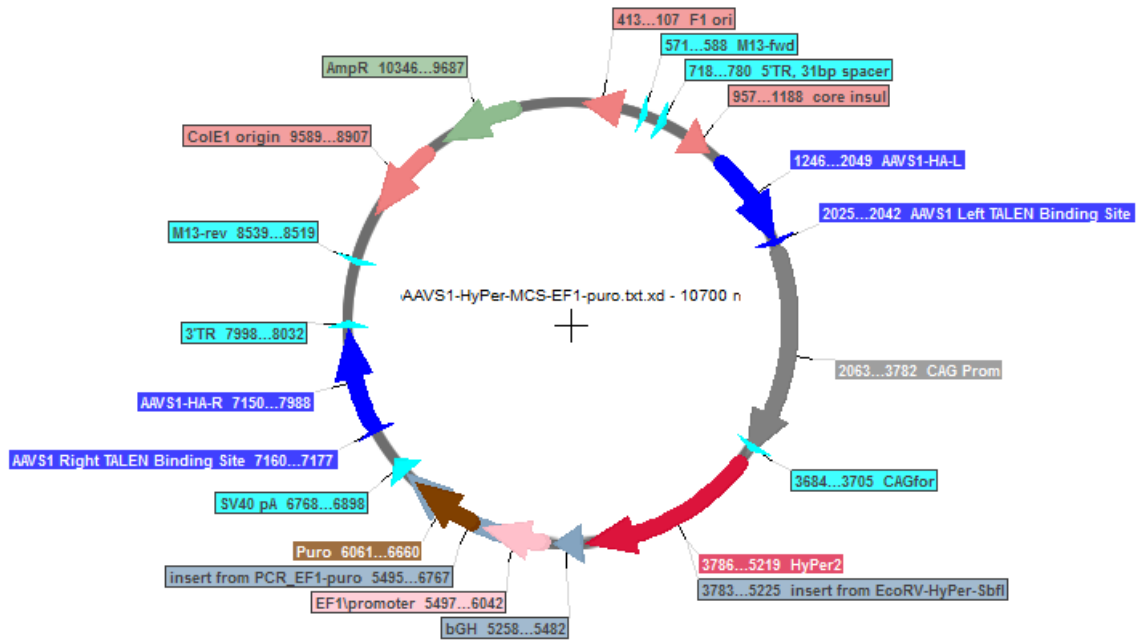 413...107 F1 ori
571...588 M13-fwd
718...780 5'TR, 31bp spacer
957...1188 core insul
1246...2049 AAVS1-HA-L
2025...2042 AAVS1 Left TALEN Binding Site
2063...3782 CAG Prom
3684...3705 CAGfor
3786...5219 HyPer2
3783...5225 insert from EcoRV-HyPer-SbfI
bGH 5258...5482
EF1\promoter 5497...6042
insert from PCR_EF1-puro 5495...6767
Puro 6061...6660
SV40 pA 6768...6898
AAVS1 Right TALEN Binding Site 7160...7177
AAVS1-HA-R 7150...7988
3'TR 7998...8032
M13-rev 8539...8519
ColE1 origin 9589...8907
AmpR 10346...9687
AAVS1-HyPer-MCS-EF1-puro.txt.xd - 10700 n